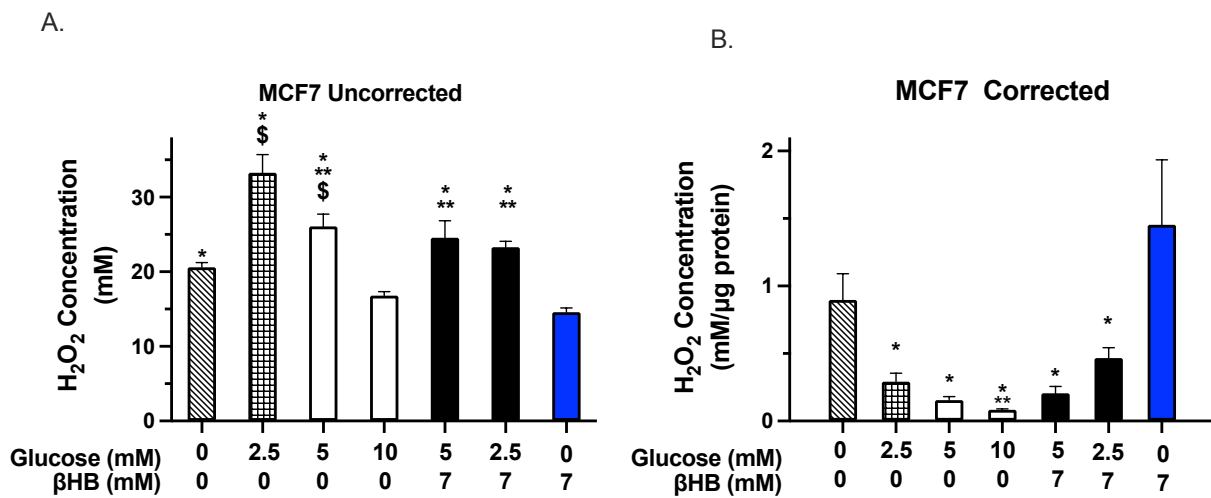 A.
MCF7 Uncorrected
H₂O₂ Concentration
(mM)
30
20
10
0
*
*
$
*
**
$
*
**
*
**
Glucose (mM) 0 2.5 5 10 5 2.5 0
βHB (mM) 0 0 0 0 7 7 7
B.
MCF7 Corrected
H₂O₂ Concentration
(mM/µg protein)
2
1
0
*
*
*
**
*
*
Glucose (mM) 0 2.5 5 10 5 2.5 0
βHB (mM) 0 0 0 0 7 7 7